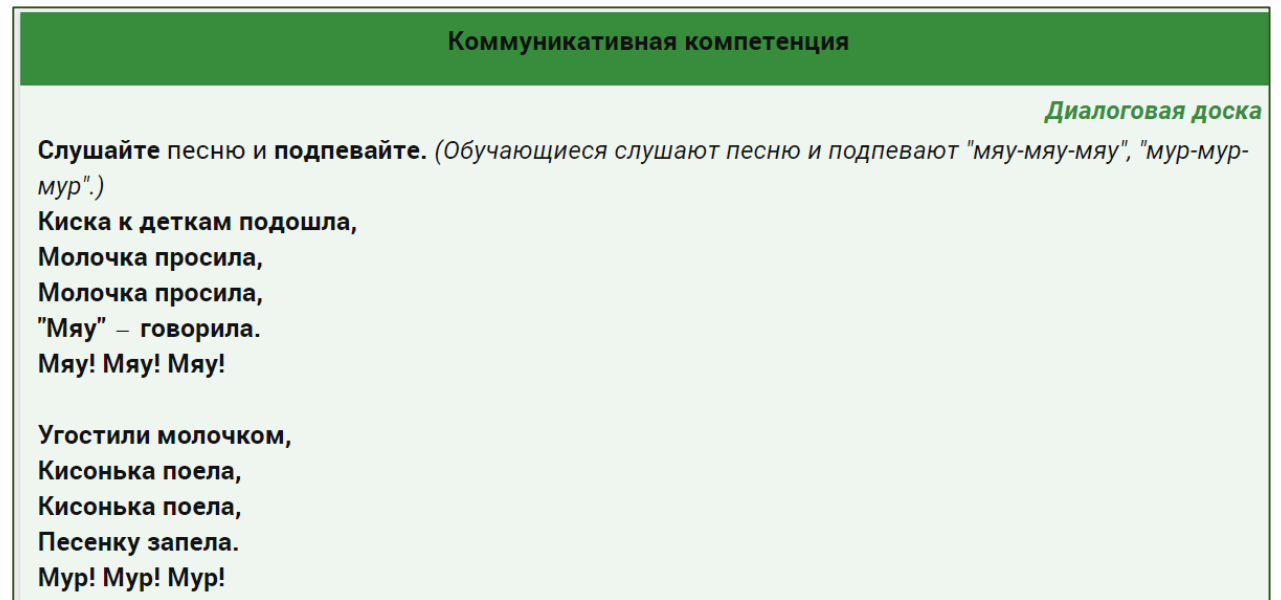 Коммуникативная компетенция
Диалоговая доска
Слушайте песню и подпевайте. (Обучающиеся слушают песню и подпевают "мяу-мяу-мяу", "мур-мур-
мур".)
Киска к деткам подошла,
Молочка просила,
Молочка просила,
"Мяу" – говорила.
Мяу! Мяу! Мяу!
Угостили молочком,
Кисонька поела,
Кисонька поела,
Песенку запела.
Мур! Мур! Мур!